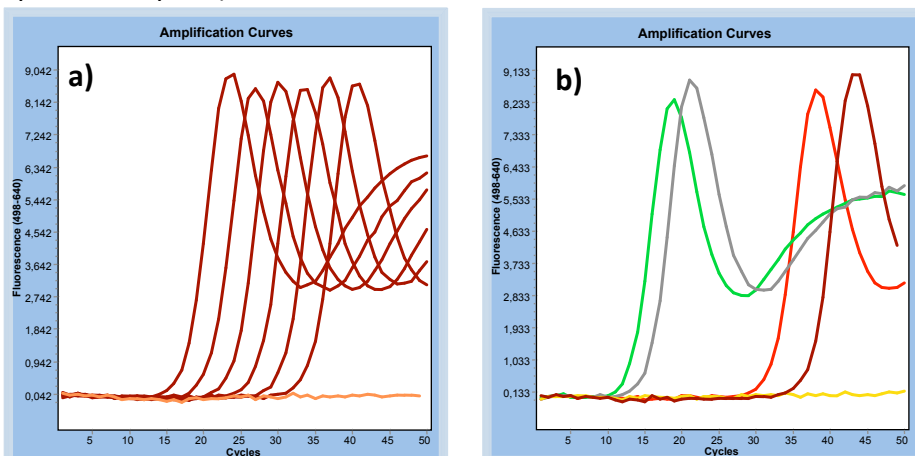 Amplification Curves
a)
Fluorescence (498-640)
9,042
8,142
7,242
6,342
5,442
4,542
3,642
2,742
1,842
0,942
0,042
5 10 15 20 25 30 35 40 45 50
Cycles
Amplification Curves
b)
Fluorescence (498-640)
9,133
8,233
7,333
6,433
5,533
4,633
3,733
2,833
1,933
1,033
0,133
5 10 15 20 25 30 35 40 45 50
Cycles